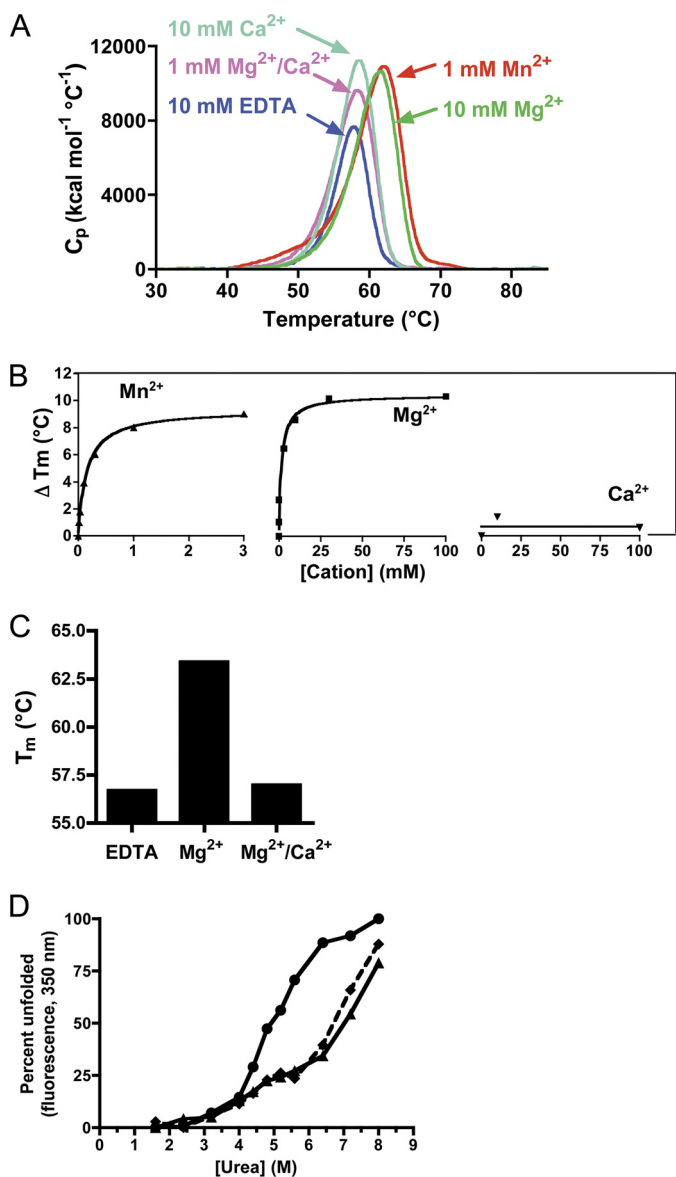 A
10 mM Ca2+
1 mM Mg2+/Ca2+
10 mM EDTA
1 mM Mn2+
10 mM Mg2+
12000
8000
4000
0
Cp (kcal mol-1 °C-1)
30 40 50 60 70 80
Temperature (°C)
B
12
10
8
6
4
2
0
Δ Tm (°C)
Mn2+
Mg2+
Ca2+
0 1 2 3
0 25 50 75 100
0 25 50 75 100
[Cation] (mM)
C
65.0
62.5
60.0
57.5
55.0
Tm (°C)
EDTA Mg2+ Mg2+/Ca2+
D
100
75
50
25
0
Percent unfolded
(fluorescence, 350 nm)
0 1 2 3 4 5 6 7 8 9
[Urea] (M)